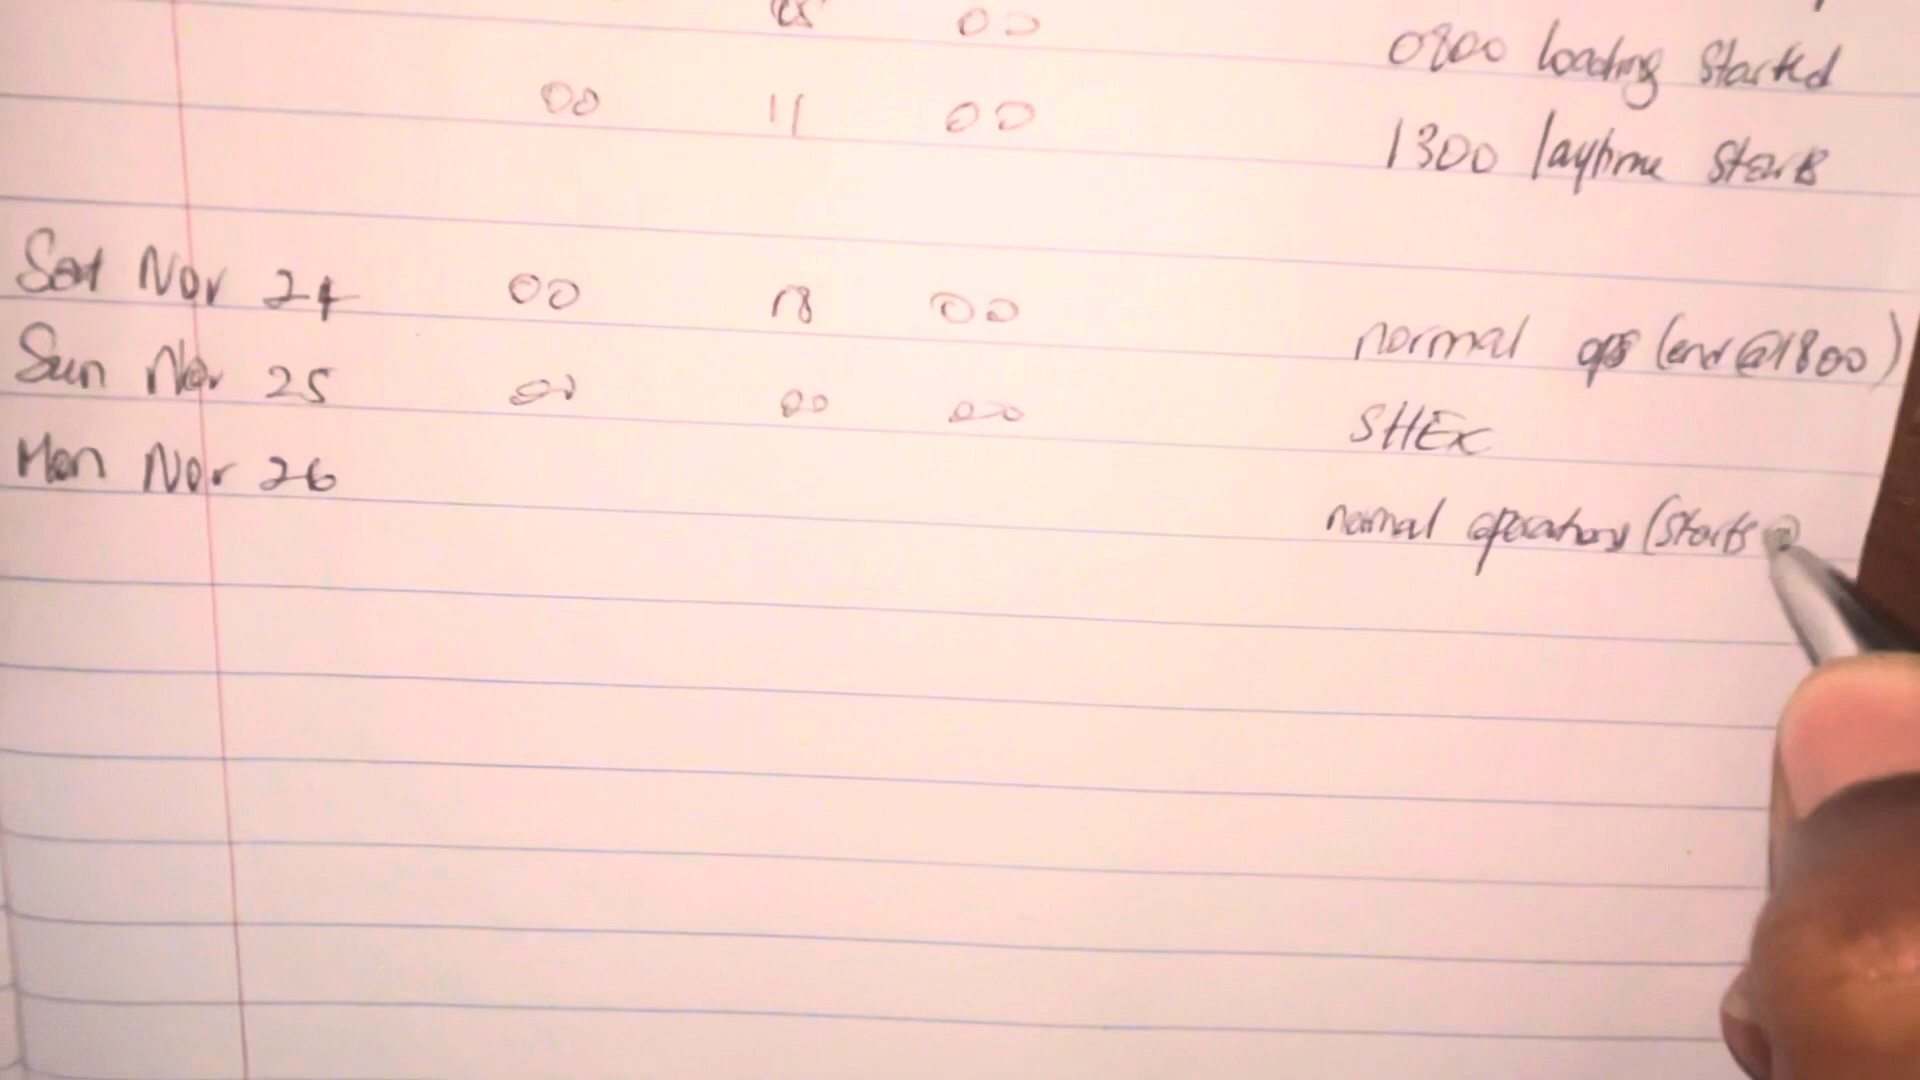 00 0800 loading started
00 11 00 1300 laytime starts
Sat Nov 24 00 18 00 normal ops (end @1800)
Sun Nov 25 00 00 00 SHEX
Mon Nov 26 normal operations (starts @